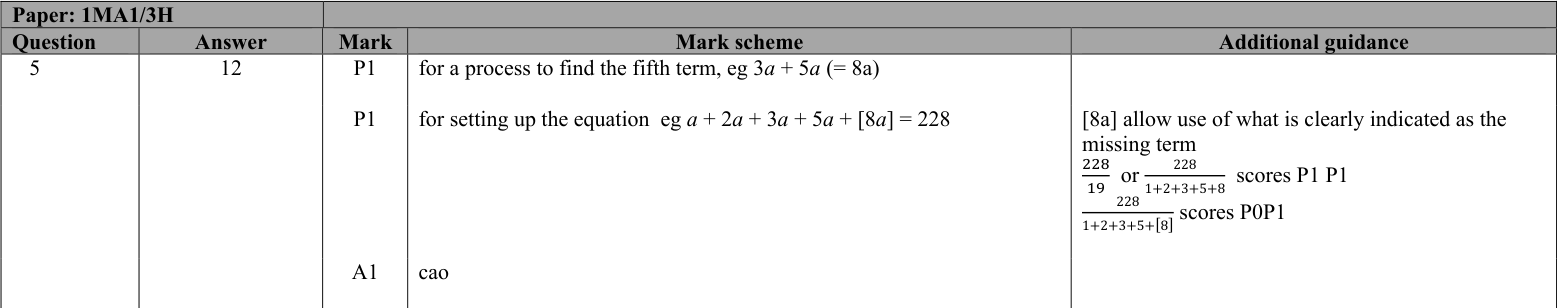 Paper: 1MA1/3H
Question Answer Mark Mark scheme Additional guidance
5 12 P1 for a process to find the fifth term, eg 3a + 5a (= 8a)
P1 for setting up the equation eg a + 2a + 3a + 5a + [8a] = 228 [8a] allow use of what is clearly indicated as the
missing term
228/19 or 228/1+2+3+5+8 scores P1 P1
228/1+2+3+5+[8] scores P0P1
A1 cao